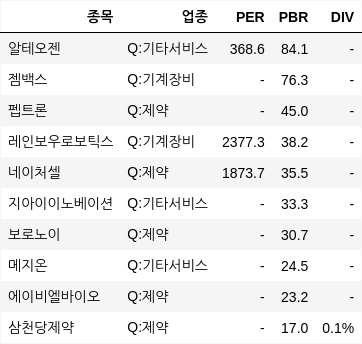 종목 업종 PER PBR DIV
알테오젠 Q:기타서비스 368.6 84.1 -
젬백스 Q:기계장비 - 76.3 -
펩트론 Q:제약 - 45.0 -
레인보우로보틱스 Q:기계장비 2377.3 38.2 -
네이처셀 Q:제약 1873.7 35.5 -
지아이이노베이션 Q:기타서비스 - 33.3 -
보로노이 Q:제약 - 30.7 -
메지온 Q:기타서비스 - 24.5 -
에이비엘바이오 Q:제약 - 23.2 -
삼천당제약 Q:제약 - 17.0 0.1%